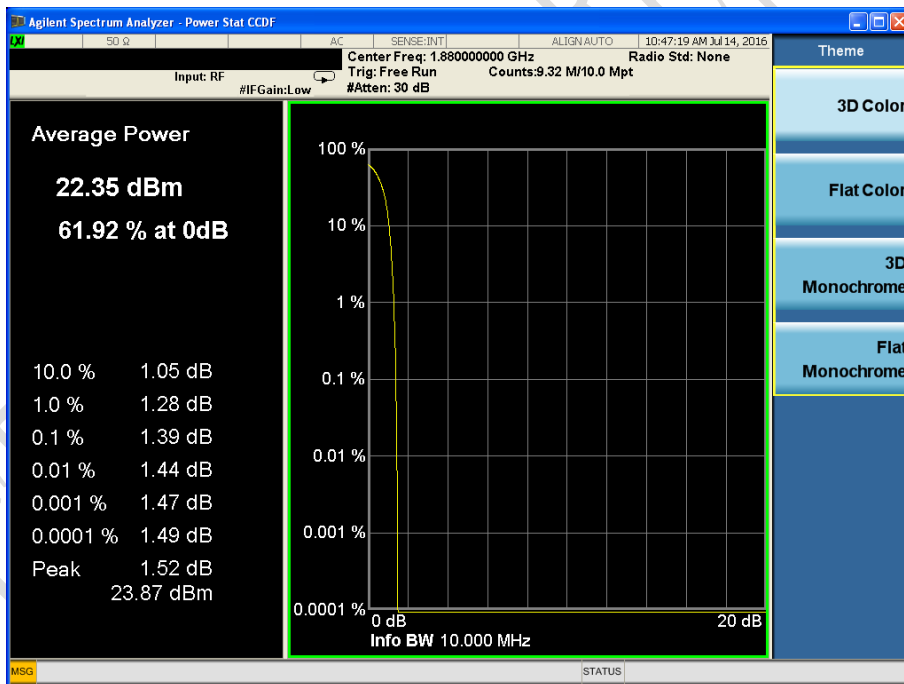 Agilent Spectrum Analyzer - Power Stat CCDF
LXI 50 Ω AC SENSE:INT ALIGN AUTO 10:47:19 AM Jul 14, 2016
Center Freq: 1.880000000 GHz Radio Std: None
Input: RF Trig: Free Run Counts:9.32 M/10.0 Mpt
#IFGain:Low #Atten: 30 dB
Average Power
22.35 dBm
61.92 % at 0dB
10.0 % 1.05 dB
1.0 % 1.28 dB
0.1 % 1.39 dB
0.01 % 1.44 dB
0.001 % 1.47 dB
0.0001 % 1.49 dB
Peak 1.52 dB
23.87 dBm
100 %
10 %
1 %
0.1 %
0.01 %
0.001 %
0.0001 %
0 dB 20 dB
Info BW 10.000 MHz
Theme
3D Color
Flat Color
3D
Monochrome
Flat
Monochrome
MSG STATUS